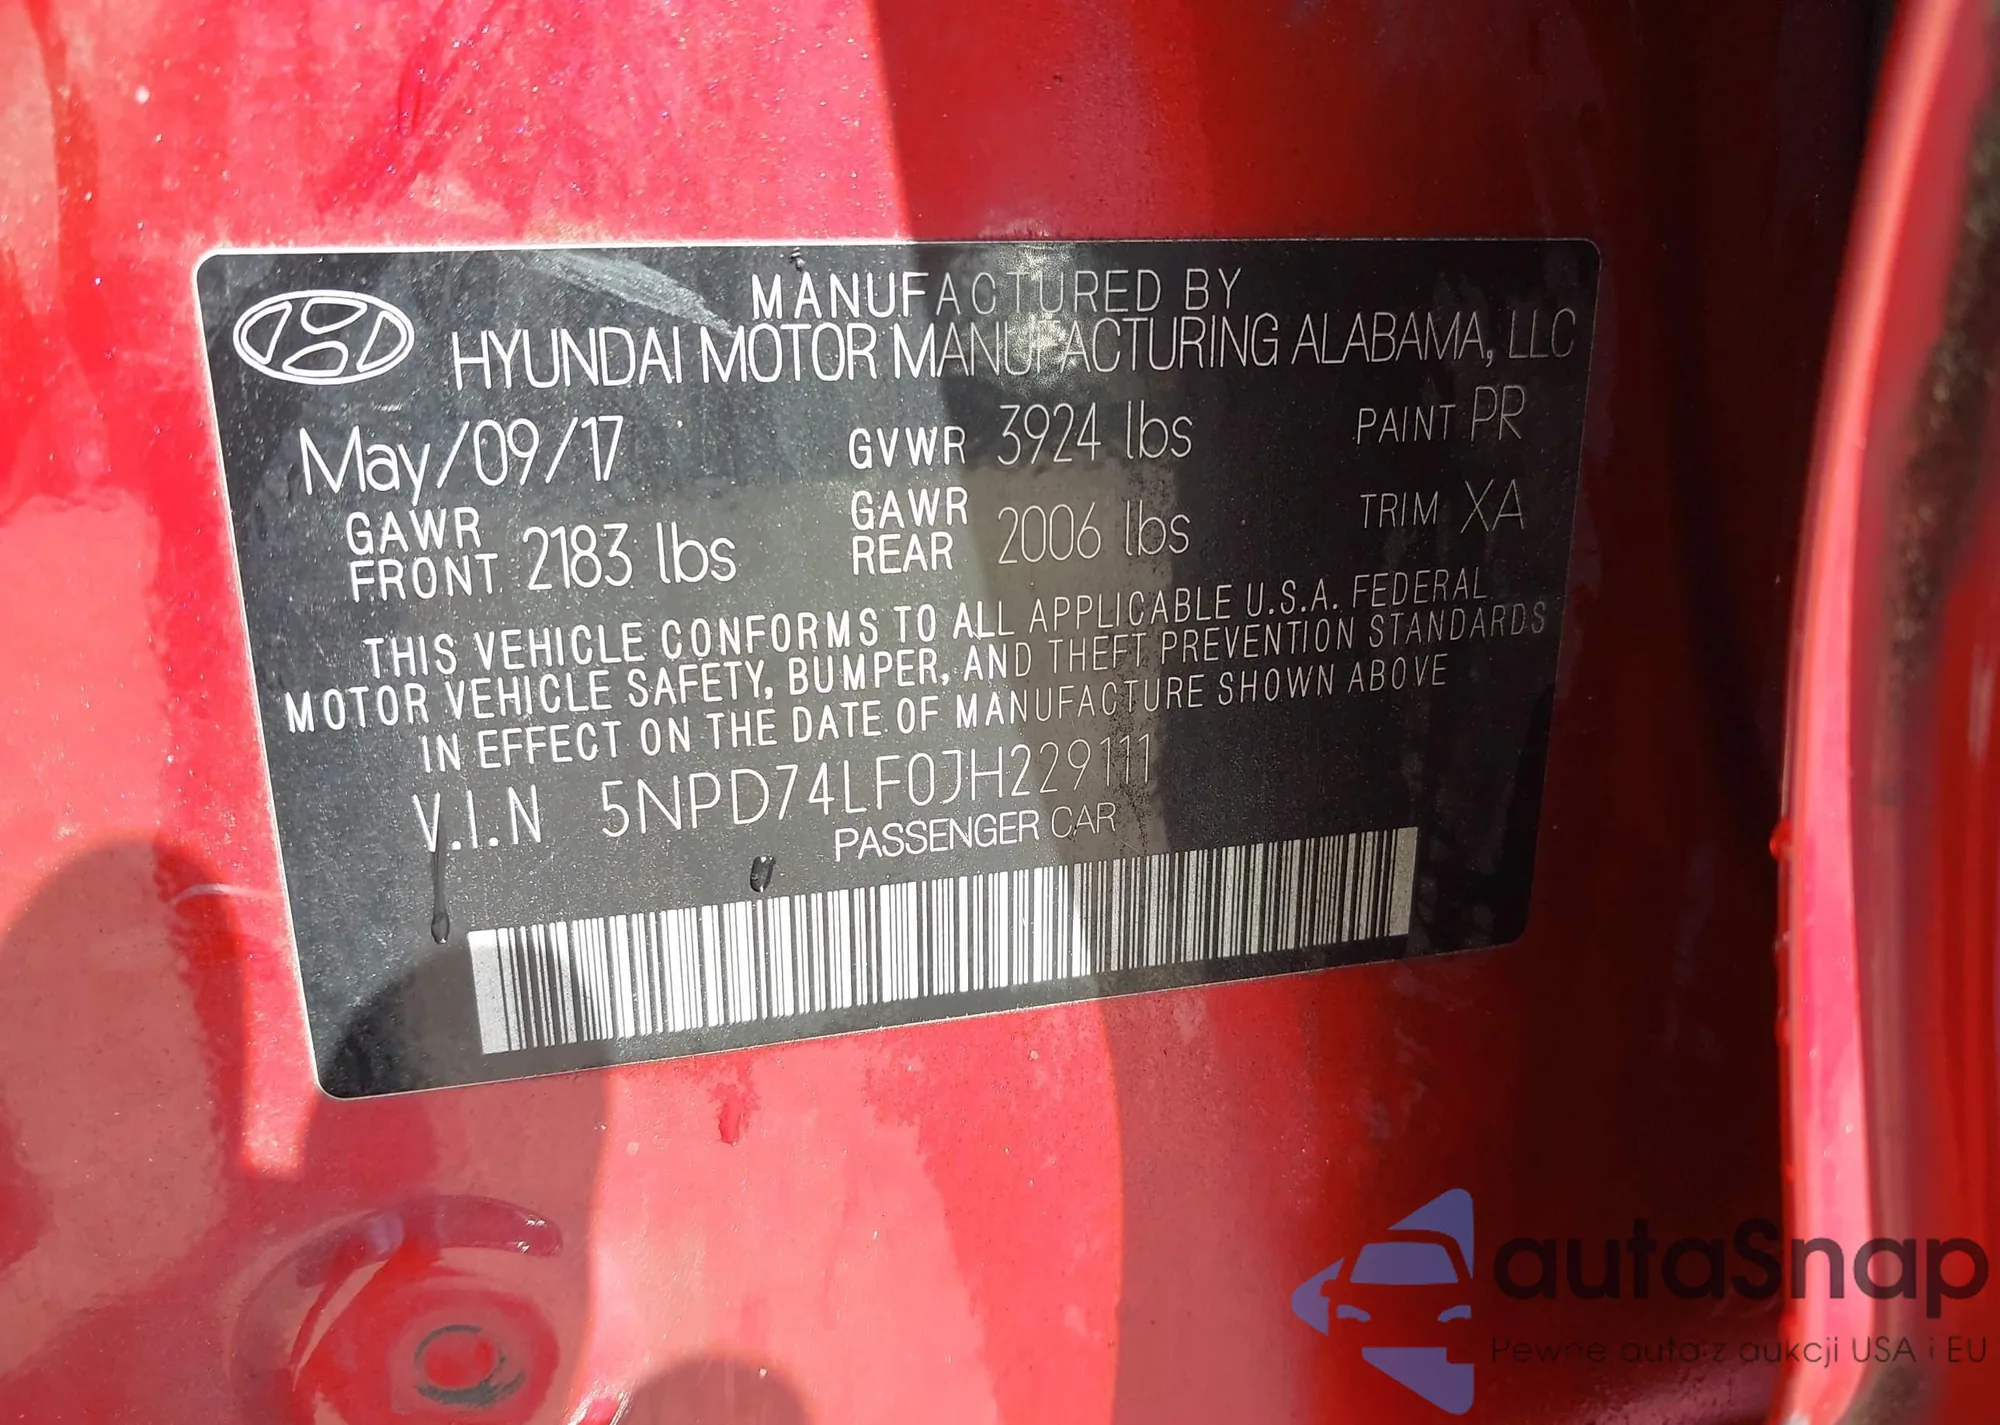 MANUFACTURED BY
HYUNDAI MOTOR MANUFACTURING ALABAMA, LLC
May/09/17 GVWR 3924 lbs PAINT PR
GAWR FRONT 2183 lbs GAWR REAR 2006 lbs TRIM XA
THIS VEHICLE CONFORMS TO ALL APPLICABLE U.S.A. FEDERAL
MOTOR VEHICLE SAFETY, BUMPER, AND THEFT PREVENTION STANDARDS
IN EFFECT ON THE DATE OF MANUFACTURE SHOWN ABOVE
V.I.N 5NPD74LF0JH229111
PASSENGER CAR
autaSnap
Pewne auta z aukcji USA i EU